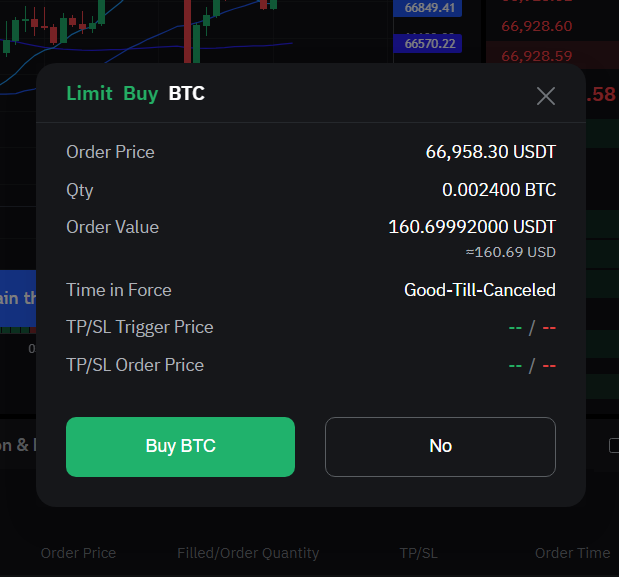 66849.41
66,928.60
66570.22
66,928.59
.58
Limit Buy BTC
Order Price 66,958.30 USDT
Qty 0.002400 BTC
Order Value 160.69992000 USDT
≈160.69 USD
Time in Force Good-Till-Canceled
TP/SL Trigger Price -- / --
TP/SL Order Price -- / --
Buy BTC No
Order Price Filled/Order Quantity TP/SL Order Time